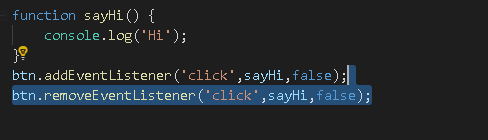 function sayHi() {
    console.log('Hi');
}
btn.addEventListener('click',sayHi,false);
btn.removeEventListener('click',sayHi,false);